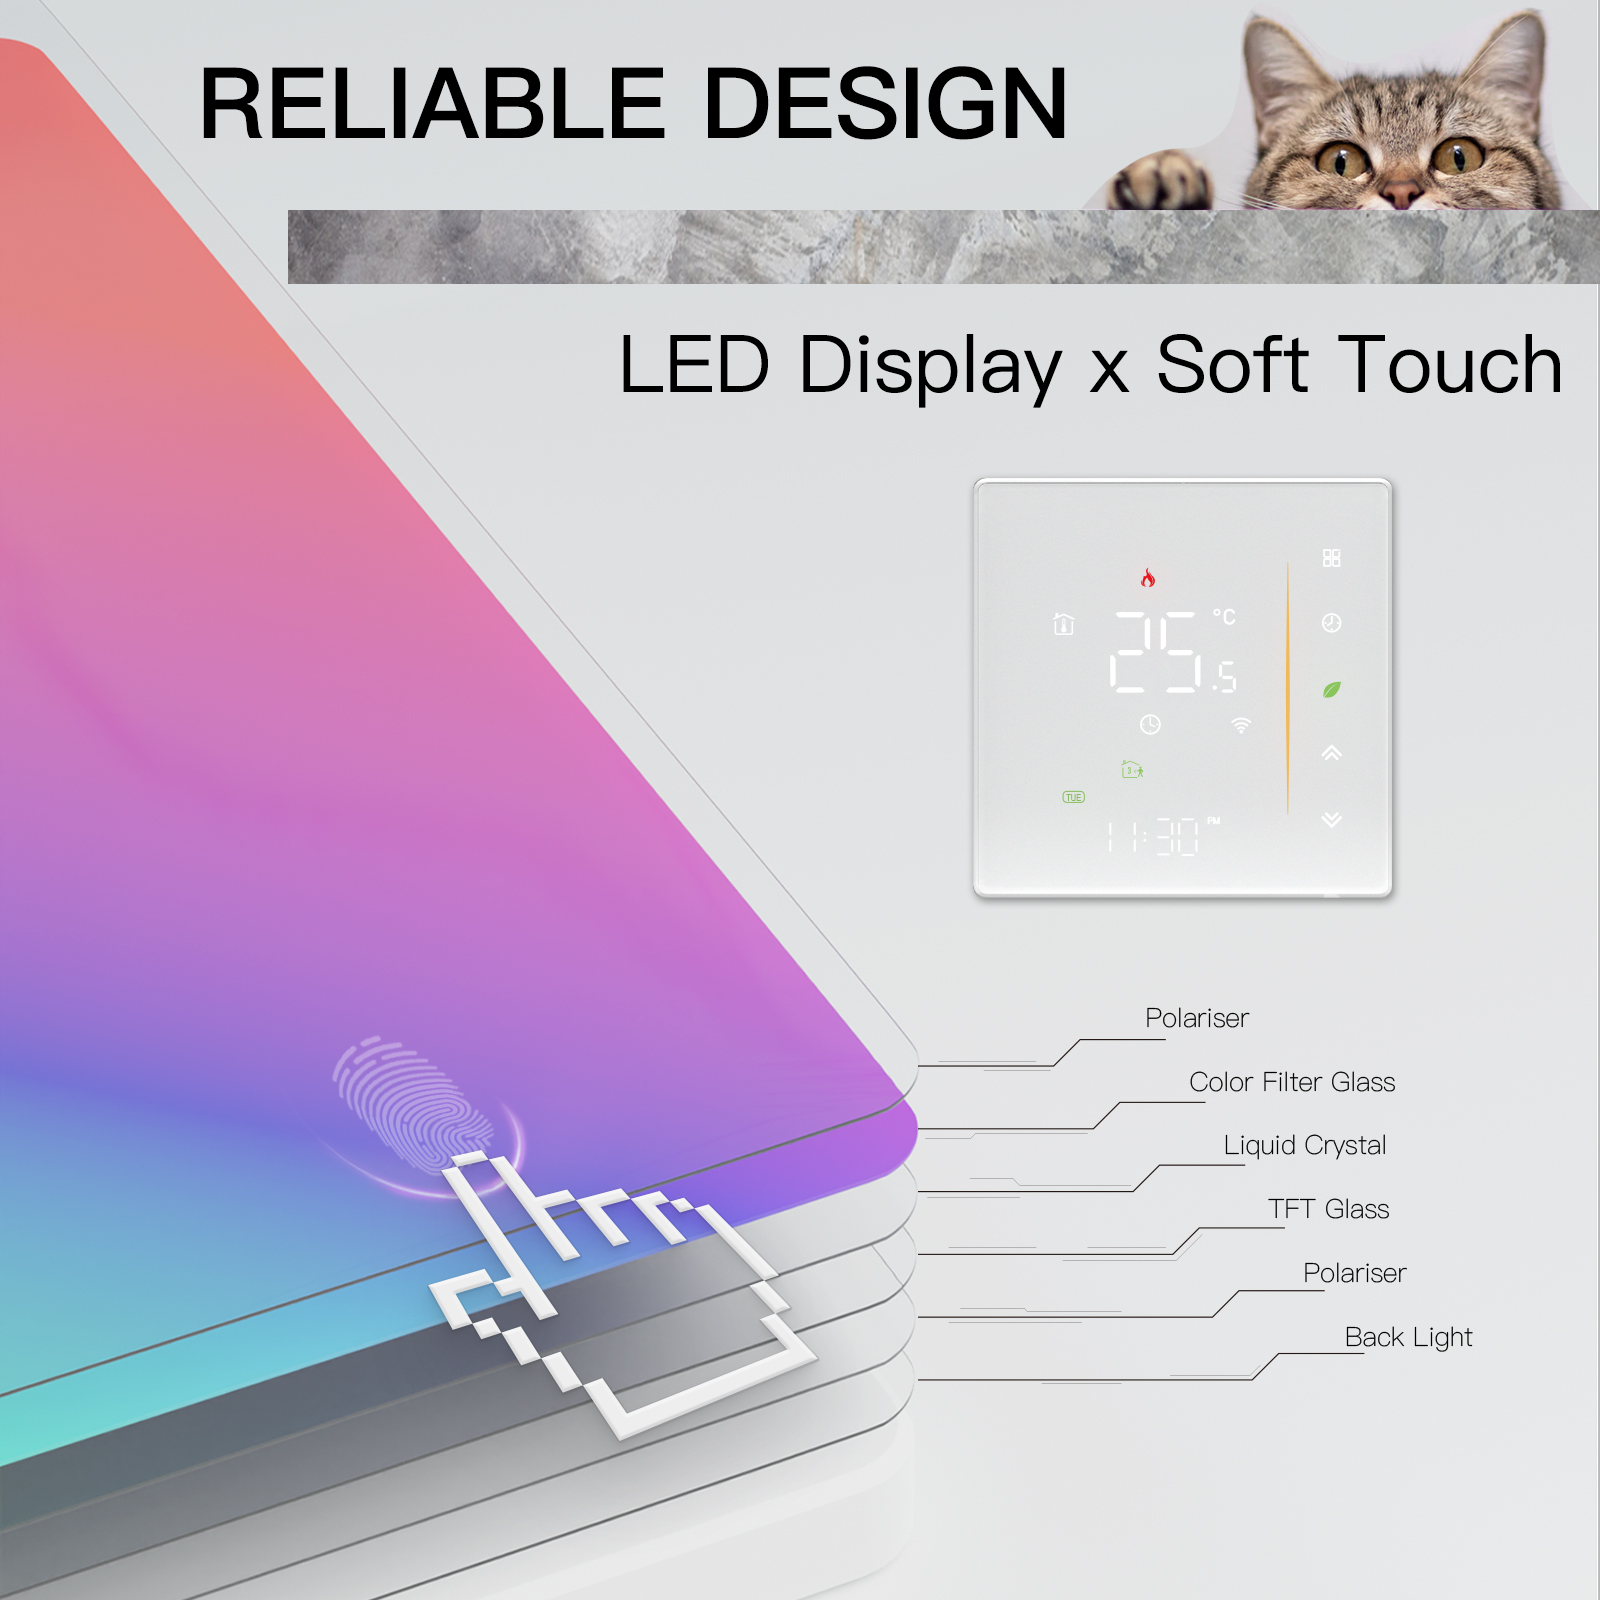 RELIABLE DESIGN
LED Display x Soft Touch
25.5 °C
3
TUE
11:30 PM
Polariser
Color Filter Glass
Liquid Crystal
TFT Glass
Polariser
Back Light